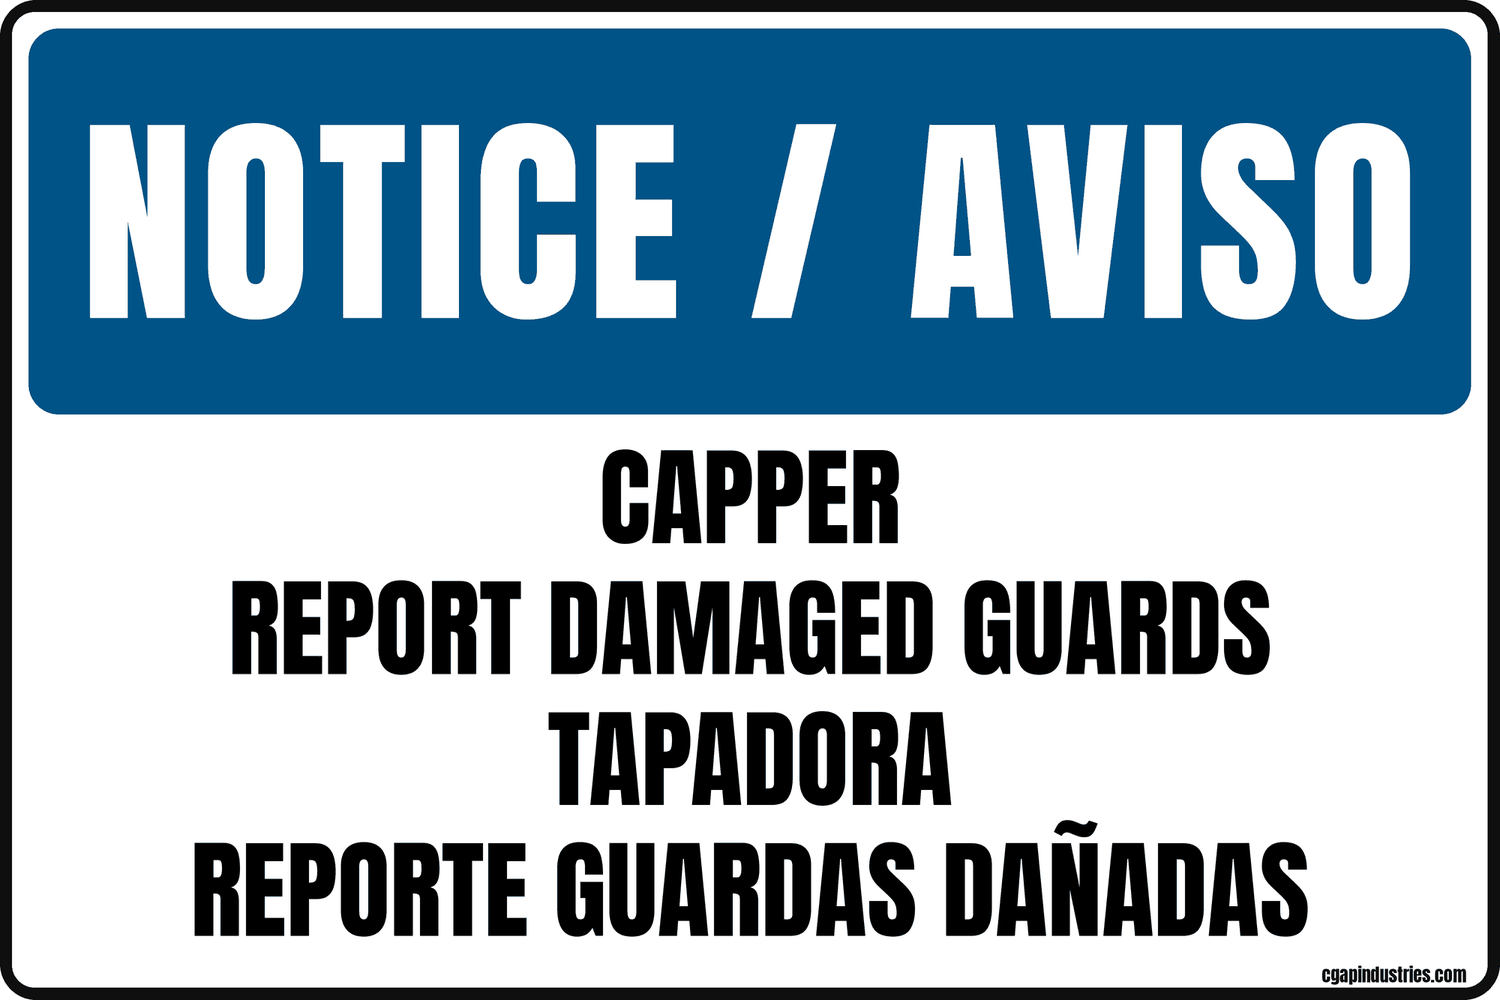 NOTICE / AVISO
CAPPER
REPORT DAMAGED GUARDS
TAPADORA
REPORTE GUARDAS DAÑADAS
cgapindustries.com